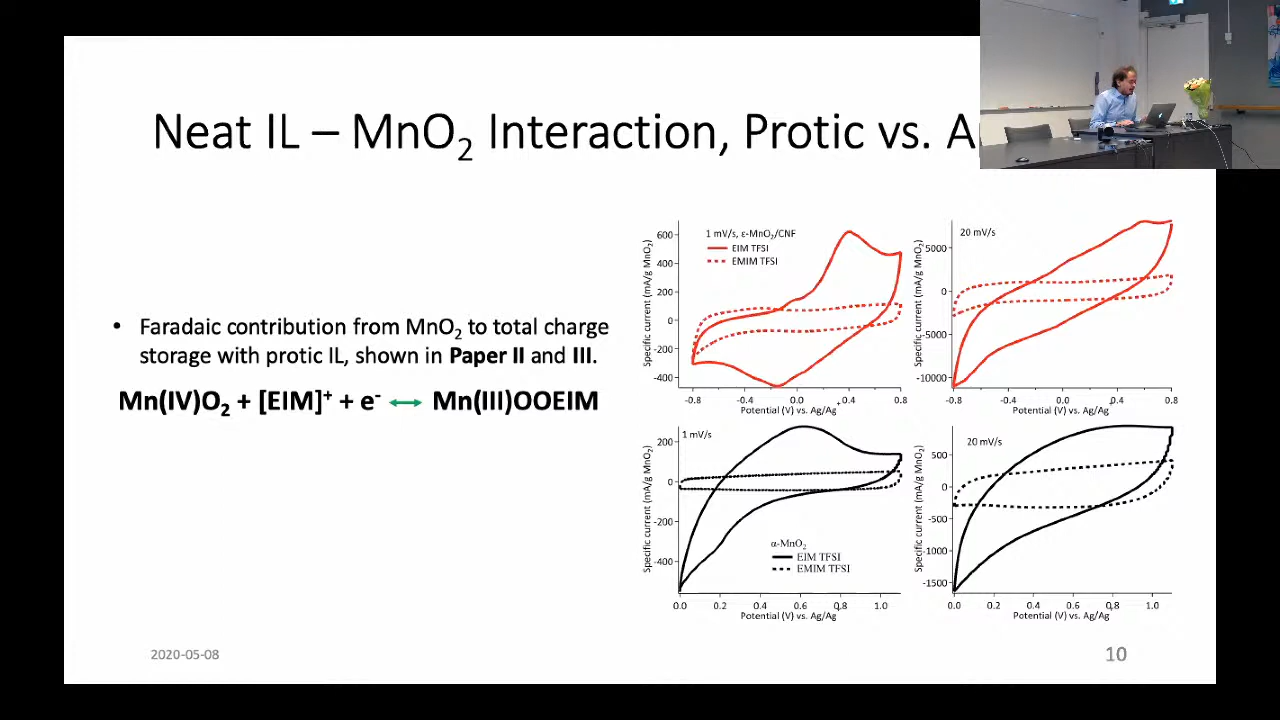 Neat IL – MnO2 Interaction, Protic vs. A
• Faradaic contribution from MnO2 to total charge
storage with protic IL, shown in Paper II and III.
Mn(IV)O2 + [EIM]+ + e- ↔ Mn(III)OOEIM
Specific current (mA/g MnO2)
600
400
200
0
-200
-400
1 mV/s, ε-MnO2/CNF
EIM TFSI
EMIM TFSI
-0.8 -0.4 0.0 0.4 0.8
Potential (V) vs. Ag/Ag+
Specific current (mA/g MnO2)
5000
0
-5000
-10000
20 mV/s
-0.8 -0.4 0.0 0.4 0.8
Potential (V) vs. Ag/Ag+
Specific current (mA/g MnO2)
200
0
-200
-400
1 mV/s
α-MnO2
EIM TFSI
EMIM TFSI
0.0 0.2 0.4 0.6 0.8 1.0
Potential (V) vs. Ag/Ag+
Specific current (mA/g MnO2)
500
0
-500
-1000
-1500
20 mV/s
0.0 0.2 0.4 0.6 0.8 1.0
Potential (V) vs. Ag/Ag+
2020-05-08
10